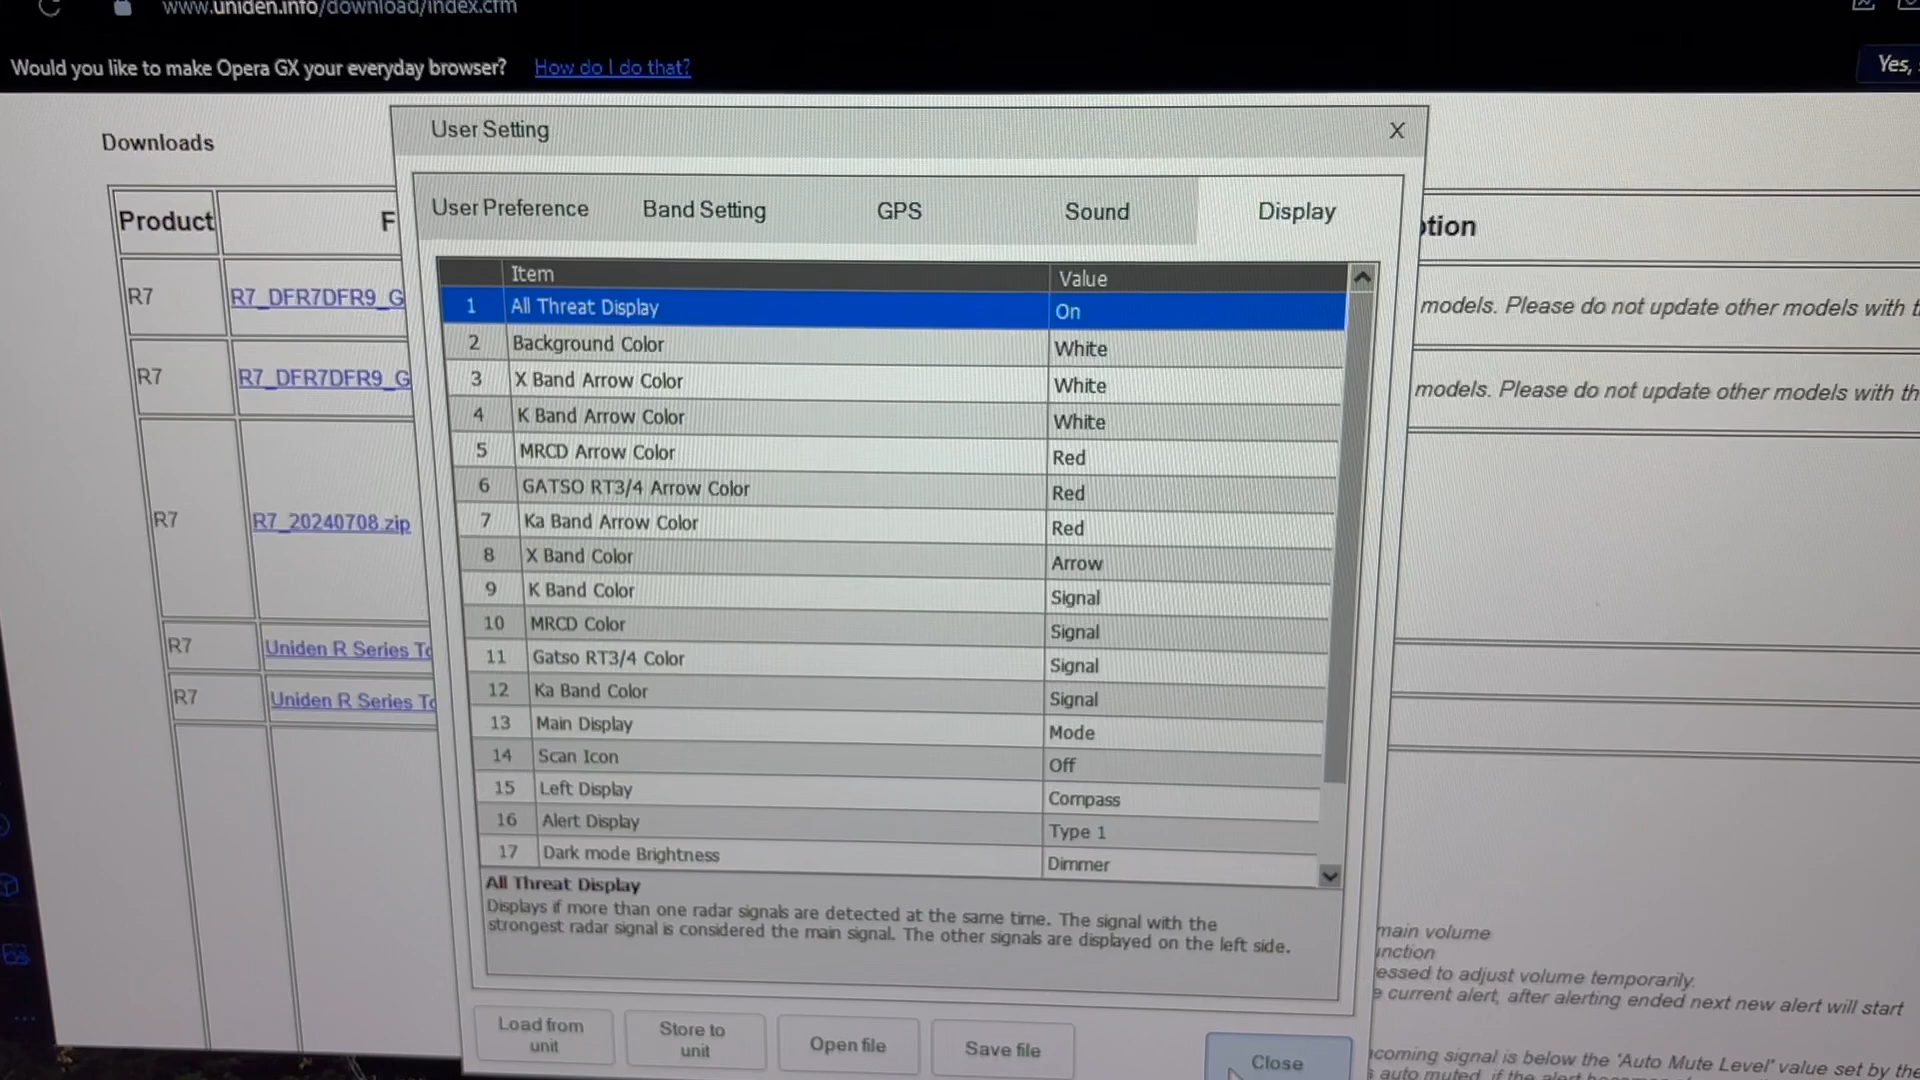 www.uniden.info/download/index.cfm
Would you like to make Opera GX your everyday browser? How do I do that? Yes,
Downloads
User Setting X
User Preference Band Setting GPS Sound Display
Product
R7 R7_DFR7DFR9_G
R7 R7_DFR7DFR9_G
R7 R7_20240708.zip
R7 Uniden R Series To
R7 Uniden R Series To
Item Value
1 All Threat Display On
2 Background Color White
3 X Band Arrow Color White
4 K Band Arrow Color White
5 MRCD Arrow Color Red
6 GATSO RT3/4 Arrow Color Red
7 Ka Band Arrow Color Red
8 X Band Color Arrow
9 K Band Color Signal
10 MRCD Color Signal
11 Gatso RT3/4 Color Signal
12 Ka Band Color Signal
13 Main Display Mode
14 Scan Icon Off
15 Left Display Compass
16 Alert Display Type 1
17 Dark mode Brightness Dimmer
All Threat Display
Displays if more than one radar signals are detected at the same time. The signal with the
strongest radar signal is considered the main signal. The other signals are displayed on the left side.
Load from
unit
Store to
unit
Open file
Save file
Close
models. Please do not update other models with
models. Please do not update other models with
main volume
essed to adjust volume temporarily.
current alert, after alerting ended next new alert will start
coming signal is below the 'Auto Mute Level' value set by the
auto muted, if the alert